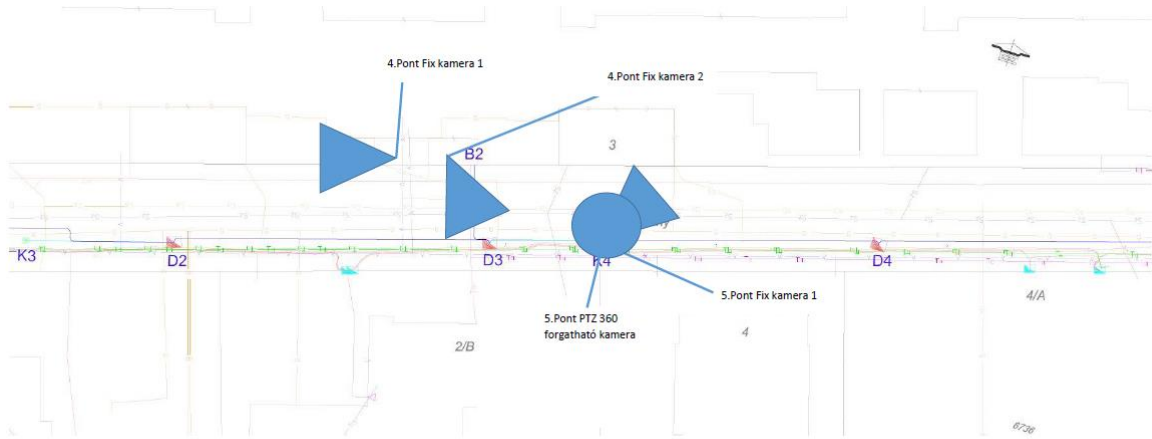 4.Pont Fix kamera 1
4.Pont Fix kamera 2
B2
3
K3
D2
D3
K4
D4
5.Pont Fix kamera 1
4/A
5.Pont PTZ 360
forgatható kamera
2/B
4
6736